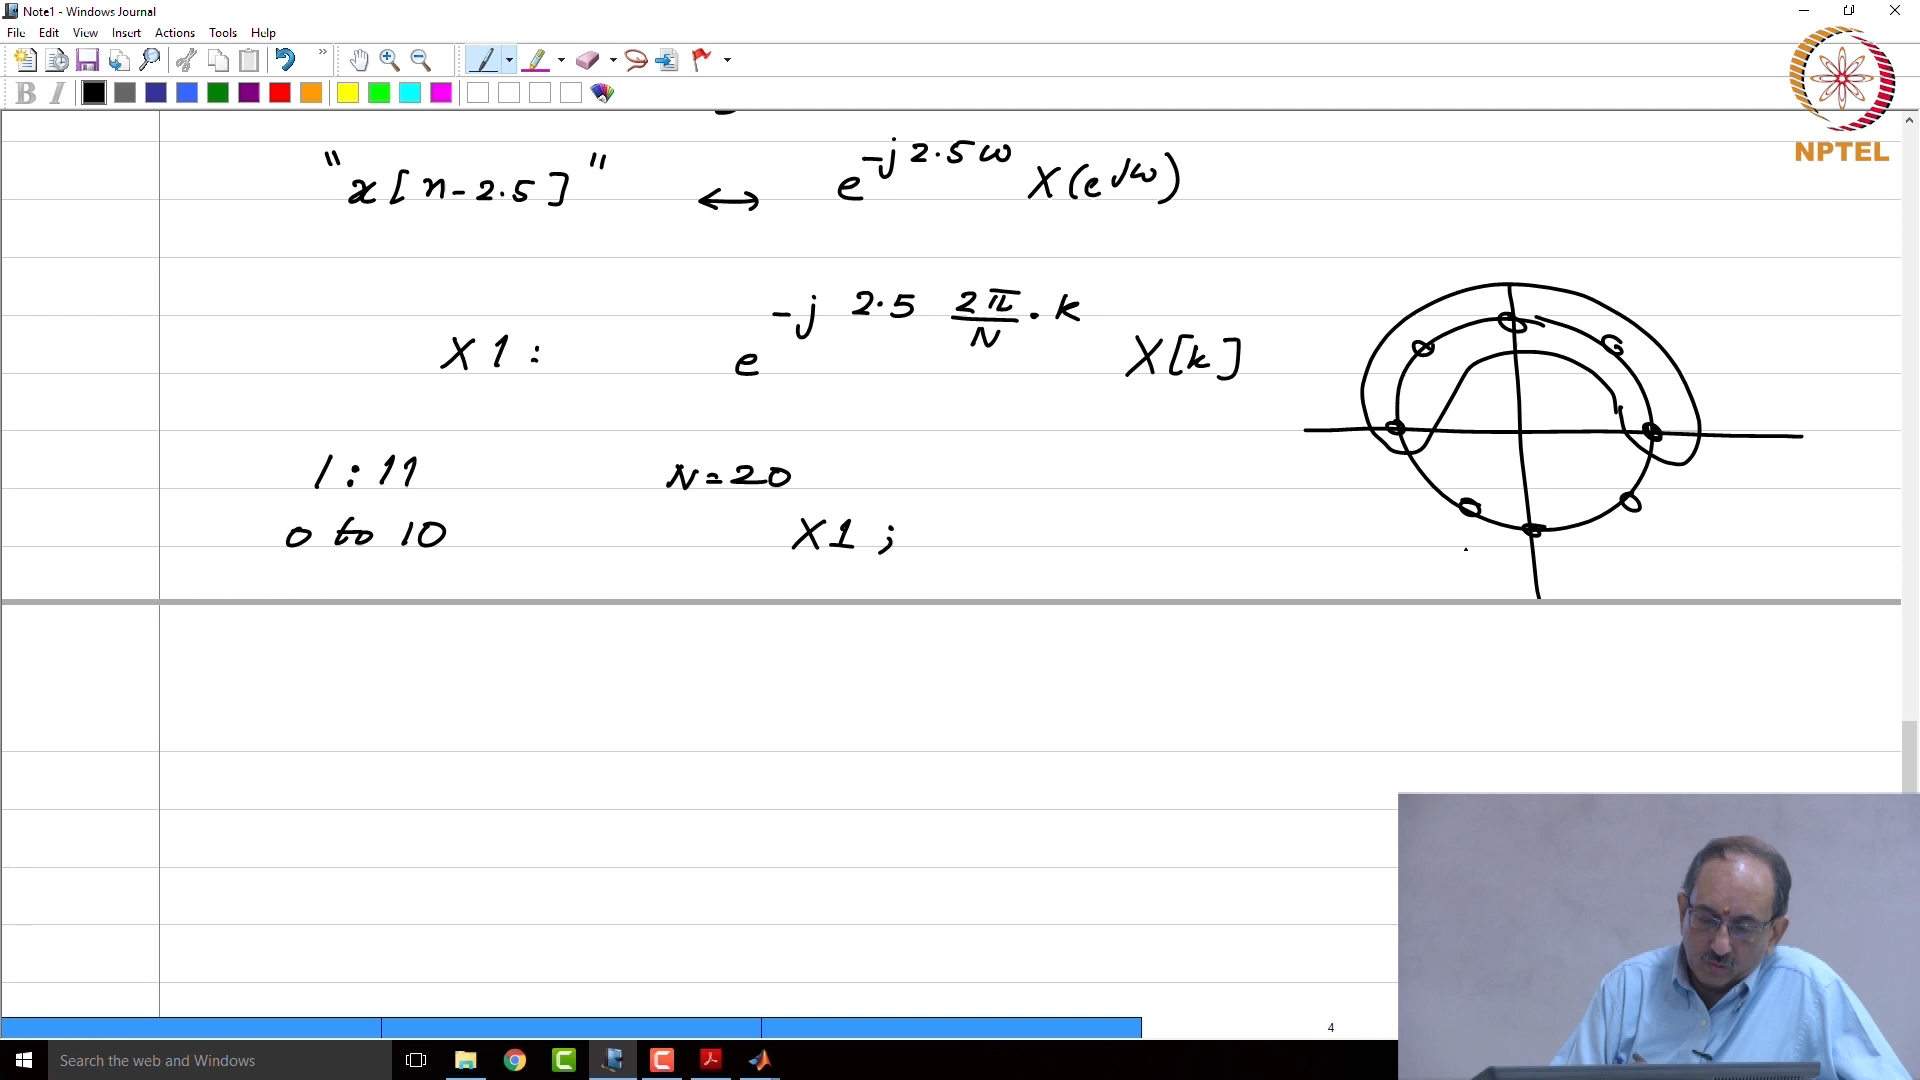 Note1 - Windows Journal
File Edit View Insert Actions Tools Help
B I
NPTEL
"x[n-2.5]" ↔ e^{-j2.5ω} X(e^{jω})
X1: e^{-j 2.5 \frac{2π}{N}·k} X[k]
1:11 N=20
0 to 10 X1;
4
Search the web and Windows